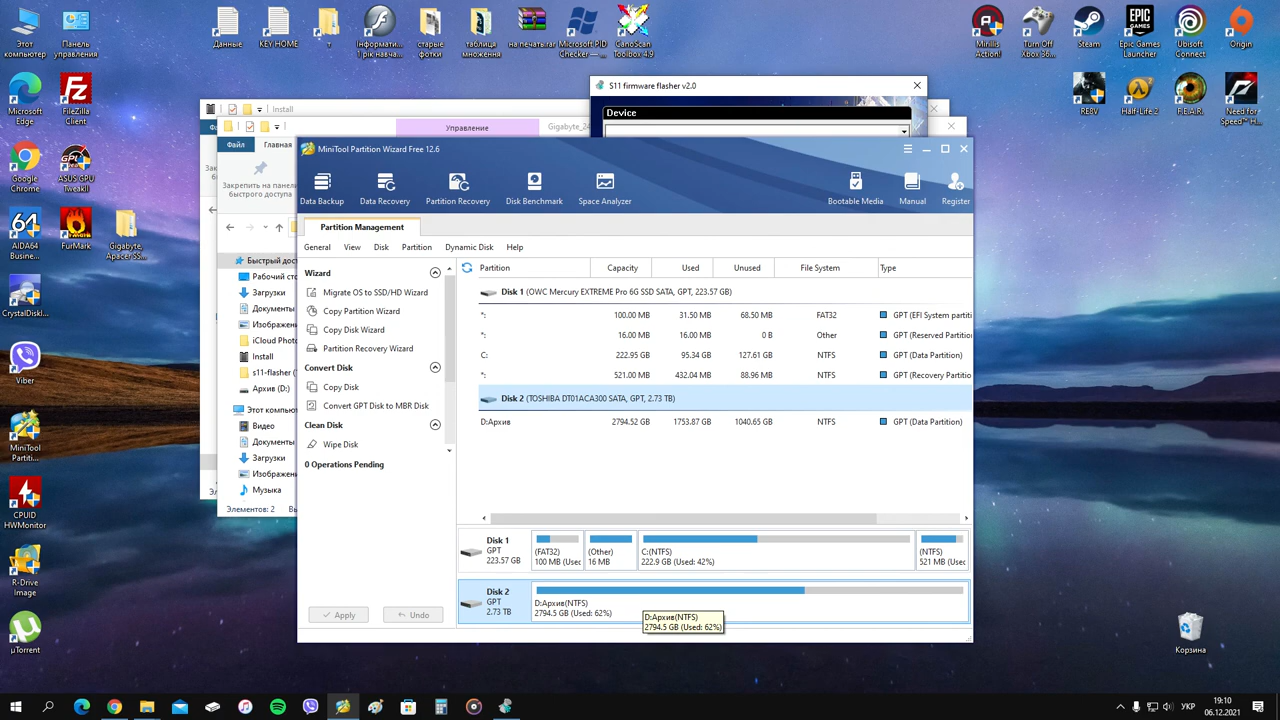 Этот компьютер
Панель управления
Данные
KEY HOME
т
Інформати... 1 рік навча...
старые фотки
таблиця множення
на печать.rar
Microsoft PID Checker — ...
CanoScan Toolbox 4.9
Mirillis Action!
Turn Off Xbox 36...
Steam
Epic Games Launcher
Ubisoft Connect
Origin
Microsoft Edge
FileZilla Client
RE8V
Half-Life 2
F.E.A.R!
Need for Speed™ H...
Google Chrome
ASUS GPU TweakII
AIDA64 Busine...
FurMark
Gigabyte, Apacer SS...
CrystalDiskI...
Viber
MiniTool Partiti...
CPUID HWMonitor
R-Drive Image
µTorrent
Корзина
S11 firmware flasher v2.0
Device
Install
Управление
Gigabyte_24
Файл
Главная
Закрепить на панели
быстрого доступа
Быстрый дост
Рабочий сто
Загрузки
Документы
Изображени
iCloud Photo
Install
s11-flasher (
Архив (D:)
Этот компьют
Видео
Документы
Загрузки
Изображени
Музыка
Элементов: 2
MiniTool Partition Wizard Free 12.6
Data Backup
Data Recovery
Partition Recovery
Disk Benchmark
Space Analyzer
Bootable Media
Manual
Register
Partition Management
General View Disk Partition Dynamic Disk Help
Wizard
Migrate OS to SSD/HD Wizard
Copy Partition Wizard
Copy Disk Wizard
Partition Recovery Wizard
Convert Disk
Copy Disk
Convert GPT Disk to MBR Disk
Clean Disk
Wipe Disk
0 Operations Pending
Apply
Undo
Partition Capacity Used Unused File System Type
Disk 1 (OWC Mercury EXTREME Pro 6G SSD SATA, GPT, 223.57 GB)
*: 100.00 MB 31.50 MB 68.50 MB FAT32 GPT (EFI System partiti
*: 16.00 MB 16.00 MB 0 B Other GPT (Reserved Partitio
C: 222.95 GB 95.34 GB 127.61 GB NTFS GPT (Data Partition)
*: 521.00 MB 432.04 MB 88.96 MB NTFS GPT (Recovery Partition
Disk 2 (TOSHIBA DT01ACA300 SATA, GPT, 2.73 TB)
D:Архив 2794.52 GB 1753.87 GB 1040.65 GB NTFS GPT (Data Partition)
Disk 1
GPT
223.57 GB
(FAT32)
100 MB (Usec
(Other)
16 MB
C:(NTFS)
222.9 GB (Used: 42%)
(NTFS)
521 MB (Usec
Disk 2
GPT
2.73 TB
D:Архив(NTFS)
2794.5 GB (Used: 62%)
D:Архив(NTFS)
2794.5 GB (Used: 62%)
УКР
19:10
06.12.2021